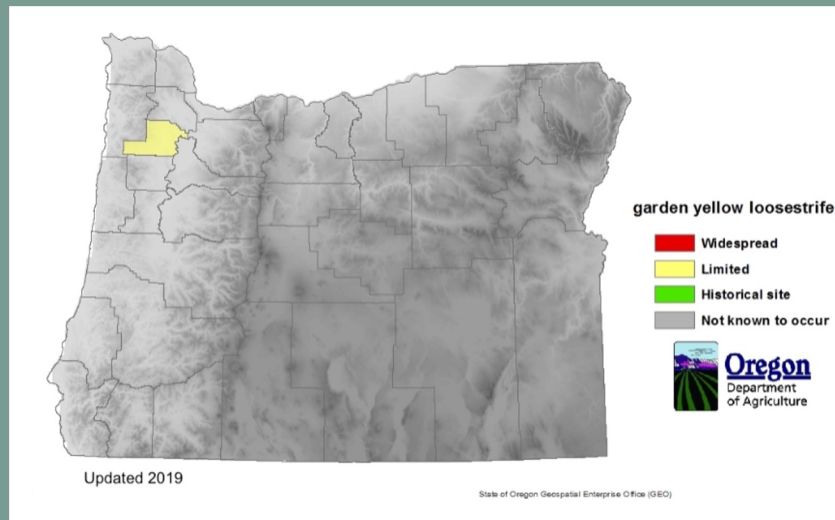 garden yellow loosestrife
Widespread
Limited
Historical site
Not known to occur
Oregon
Department
of Agriculture
Updated 2019
State of Oregon Geospatial Enterprise Office (GEO)